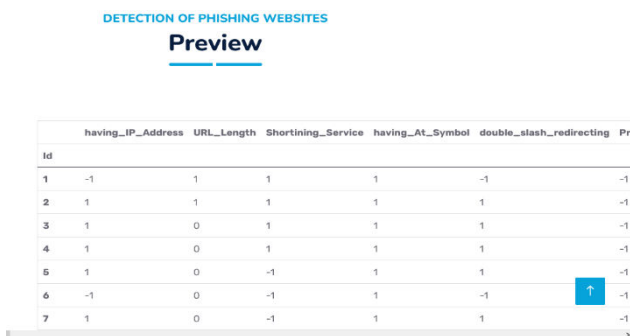 DETECTION OF PHISHING WEBSITES
Preview
having_IP_Address URL_Length Shortining_Service having_At_Symbol double_slash_redirecting
Id
1 -1 1 1 1 -1 -1
2 1 1 1 1 1 -1
3 1 0 1 1 1 -1
4 1 0 1 1 1 -1
5 1 0 -1 1 1 -1
6 -1 0 -1 1 -1 -1
7 1 0 -1 1 1 -1